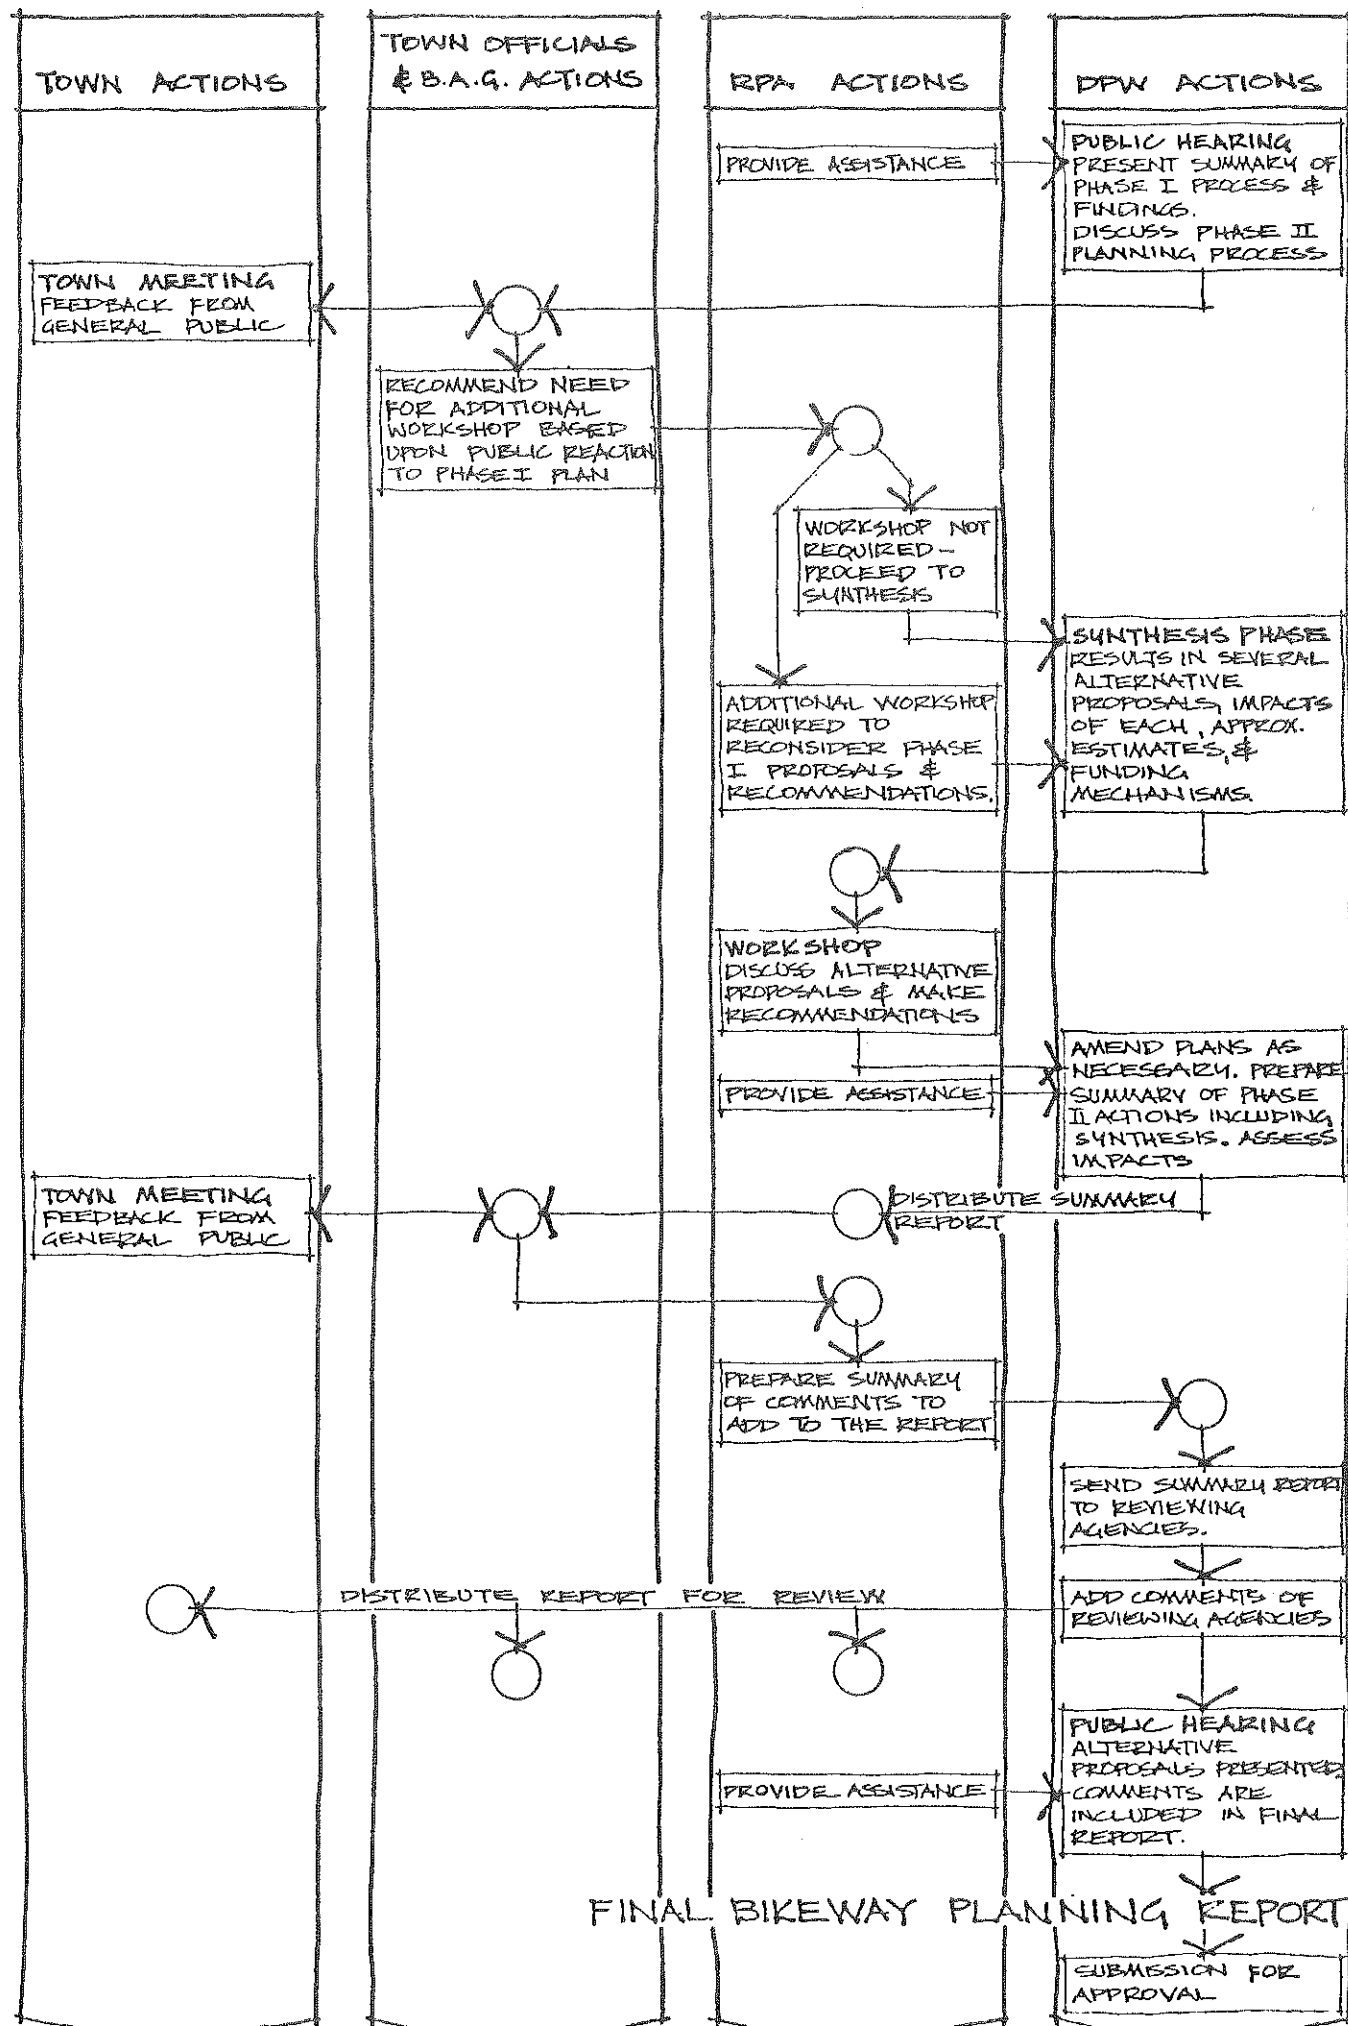 TOWN ACTIONS
TOWN OFFICIALS
& B.A.G. ACTIONS
RPA ACTIONS
DPW ACTIONS
PROVIDE ASSISTANCE
PUBLIC HEARING
PRESENT SUMMARY OF
PHASE I PROCESS &
FINDINGS.
DISCUSS PHASE II
PLANNING PROCESS
TOWN MEETING
FEEDBACK FROM
GENERAL PUBLIC
RECOMMEND NEED
FOR ADDITIONAL
WORKSHOP BASED
UPON PUBLIC REACTION
TO PHASE I PLAN
WORKSHOP NOT
REQUIRED –
PROCEED TO
SYNTHESIS
ADDITIONAL WORKSHOP
REQUIRED TO
RECONSIDER PHASE
I PROPOSALS &
RECOMMENDATIONS.
SYNTHESIS PHASE
RESULTS IN SEVERAL
ALTERNATIVE
PROPOSALS, IMPACTS
OF EACH, APPROX.
ESTIMATES, &
FUNDING
MECHANISMS.
WORKSHOP
DISCUSS ALTERNATIVE
PROPOSALS & MAKE
RECOMMENDATIONS
PROVIDE ASSISTANCE
AMEND PLANS AS
NECESSARY. PREPARE
SUMMARY OF PHASE
II ACTIONS INCLUDING
SYNTHESIS. ASSESS
IMPACTS
TOWN MEETING
FEEDBACK FROM
GENERAL PUBLIC
DISTRIBUTE SUMMARY
REPORT
PREPARE SUMMARY
OF COMMENTS TO
ADD TO THE REPORT
SEND SUMMARY REPORT
TO REVIEWING
AGENCIES.
DISTRIBUTE REPORT FOR REVIEW
ADD COMMENTS OF
REVIEWING AGENCIES
PROVIDE ASSISTANCE
PUBLIC HEARING
ALTERNATIVE
PROPOSALS PRESENTED,
COMMENTS ARE
INCLUDED IN FINAL
REPORT.
FINAL BIKEWAY PLANNING REPORT
SUBMISSION FOR
APPROVAL